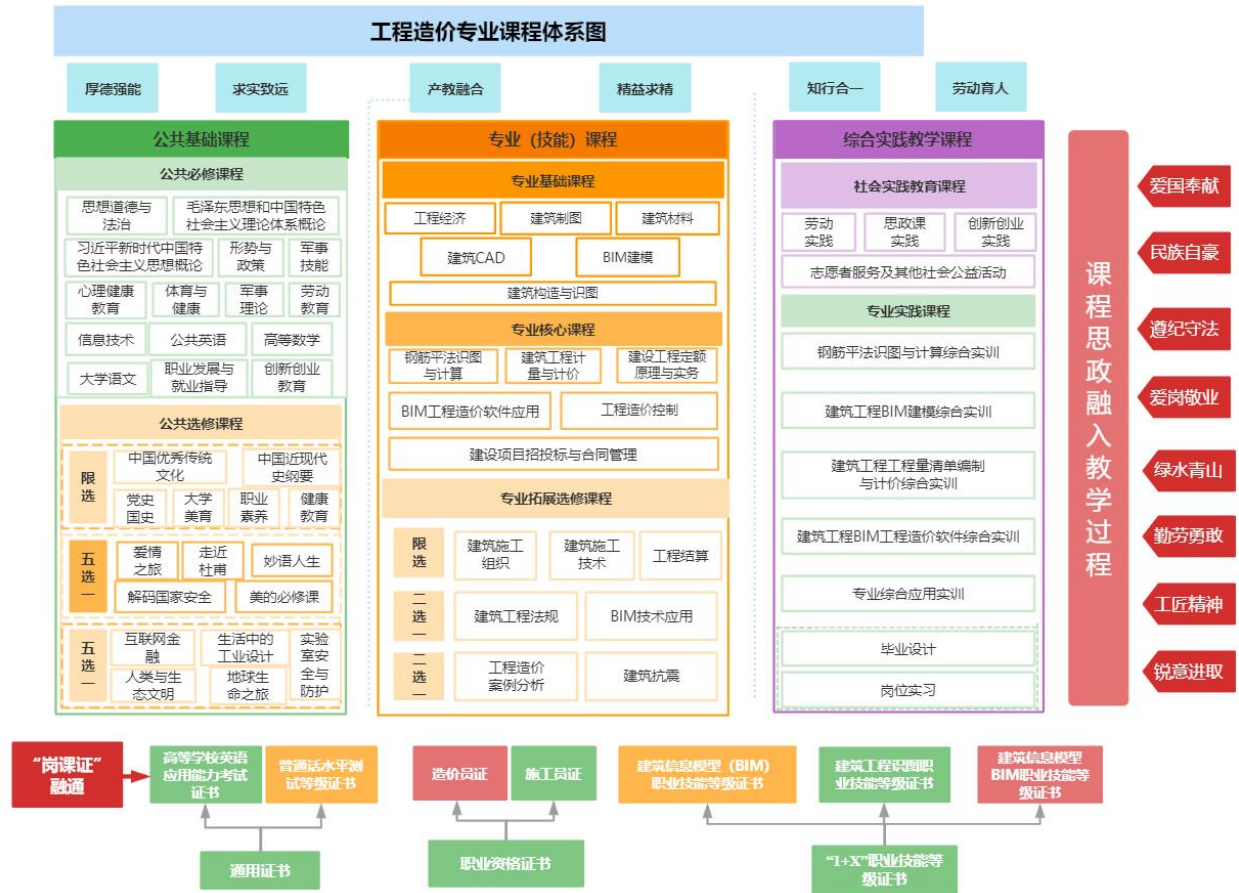 工程造价专业课程体系图
厚德强能
求实致远
产教融合
精益求精
知行合一
劳动育人
公共基础课程
公共必修课程
思想道德与
法治
毛泽东思想和中国特色
社会主义理论体系概论
习近平新时代中国特
色社会主义思想概论
形势与
政策
军事
技能
心理健康
教育
体育与
健康
军事
理论
劳动
教育
信息技术
公共英语
高等数学
大学语文
职业发展与
就业指导
创新创业
教育
公共选修课程
限
选
中国优秀传统
文化
中国近现代
史纲要
党史
国史
大学
美育
职业
素养
健康
教育
五
选
一
爱情
之旅
走近
杜甫
妙语人生
解码国家安全
美的必修课
五
选
一
互联网金
融
生活中的
工业设计
实验
室安
全与
防护
人类与生
态文明
地球生
命之旅
专业（技能）课程
专业基础课程
工程经济
建筑制图
建筑材料
建筑CAD
BIM建模
建筑构造与识图
专业核心课程
钢筋平法识图
与计算
建筑工程计
量与计价
建设工程定额
原理与实务
BIM工程造价软件应用
工程造价控制
建设项目招投标与合同管理
专业拓展选修课程
限
选
建筑施工
组织
建筑施工
技术
工程结算
二
选
一
建筑工程法规
BIM技术应用
二
选
一
工程造价
案例分析
建筑抗震
综合实践教学课程
社会实践教育课程
劳动
实践
思政课
实践
创新创业
实践
志愿者服务及其他社会公益活动
专业实践课程
钢筋平法识图与计算综合实训
建筑工程BIM建模综合实训
建筑工程工程量清单编制
与计价综合实训
建筑工程BIM工程造价软件综合实训
专业综合应用实训
毕业设计
岗位实习
课程思政融入教学过程
爱国奉献
民族自豪
遵纪守法
爱岗敬业
绿水青山
勤劳勇敢
工匠精神
锐意进取
“岗课证”
融通
高等学校英语
应用能力考试
证书
普通话水平测
试等级证书
造价员证
施工员证
建筑信息模型（BIM）
职业技能等级证书
建筑工程识图职
业技能等级证书
建筑信息模型
BIM职业技能等
级证书
通用证书
职业资格证书
“1+X”职业技能等
级证书